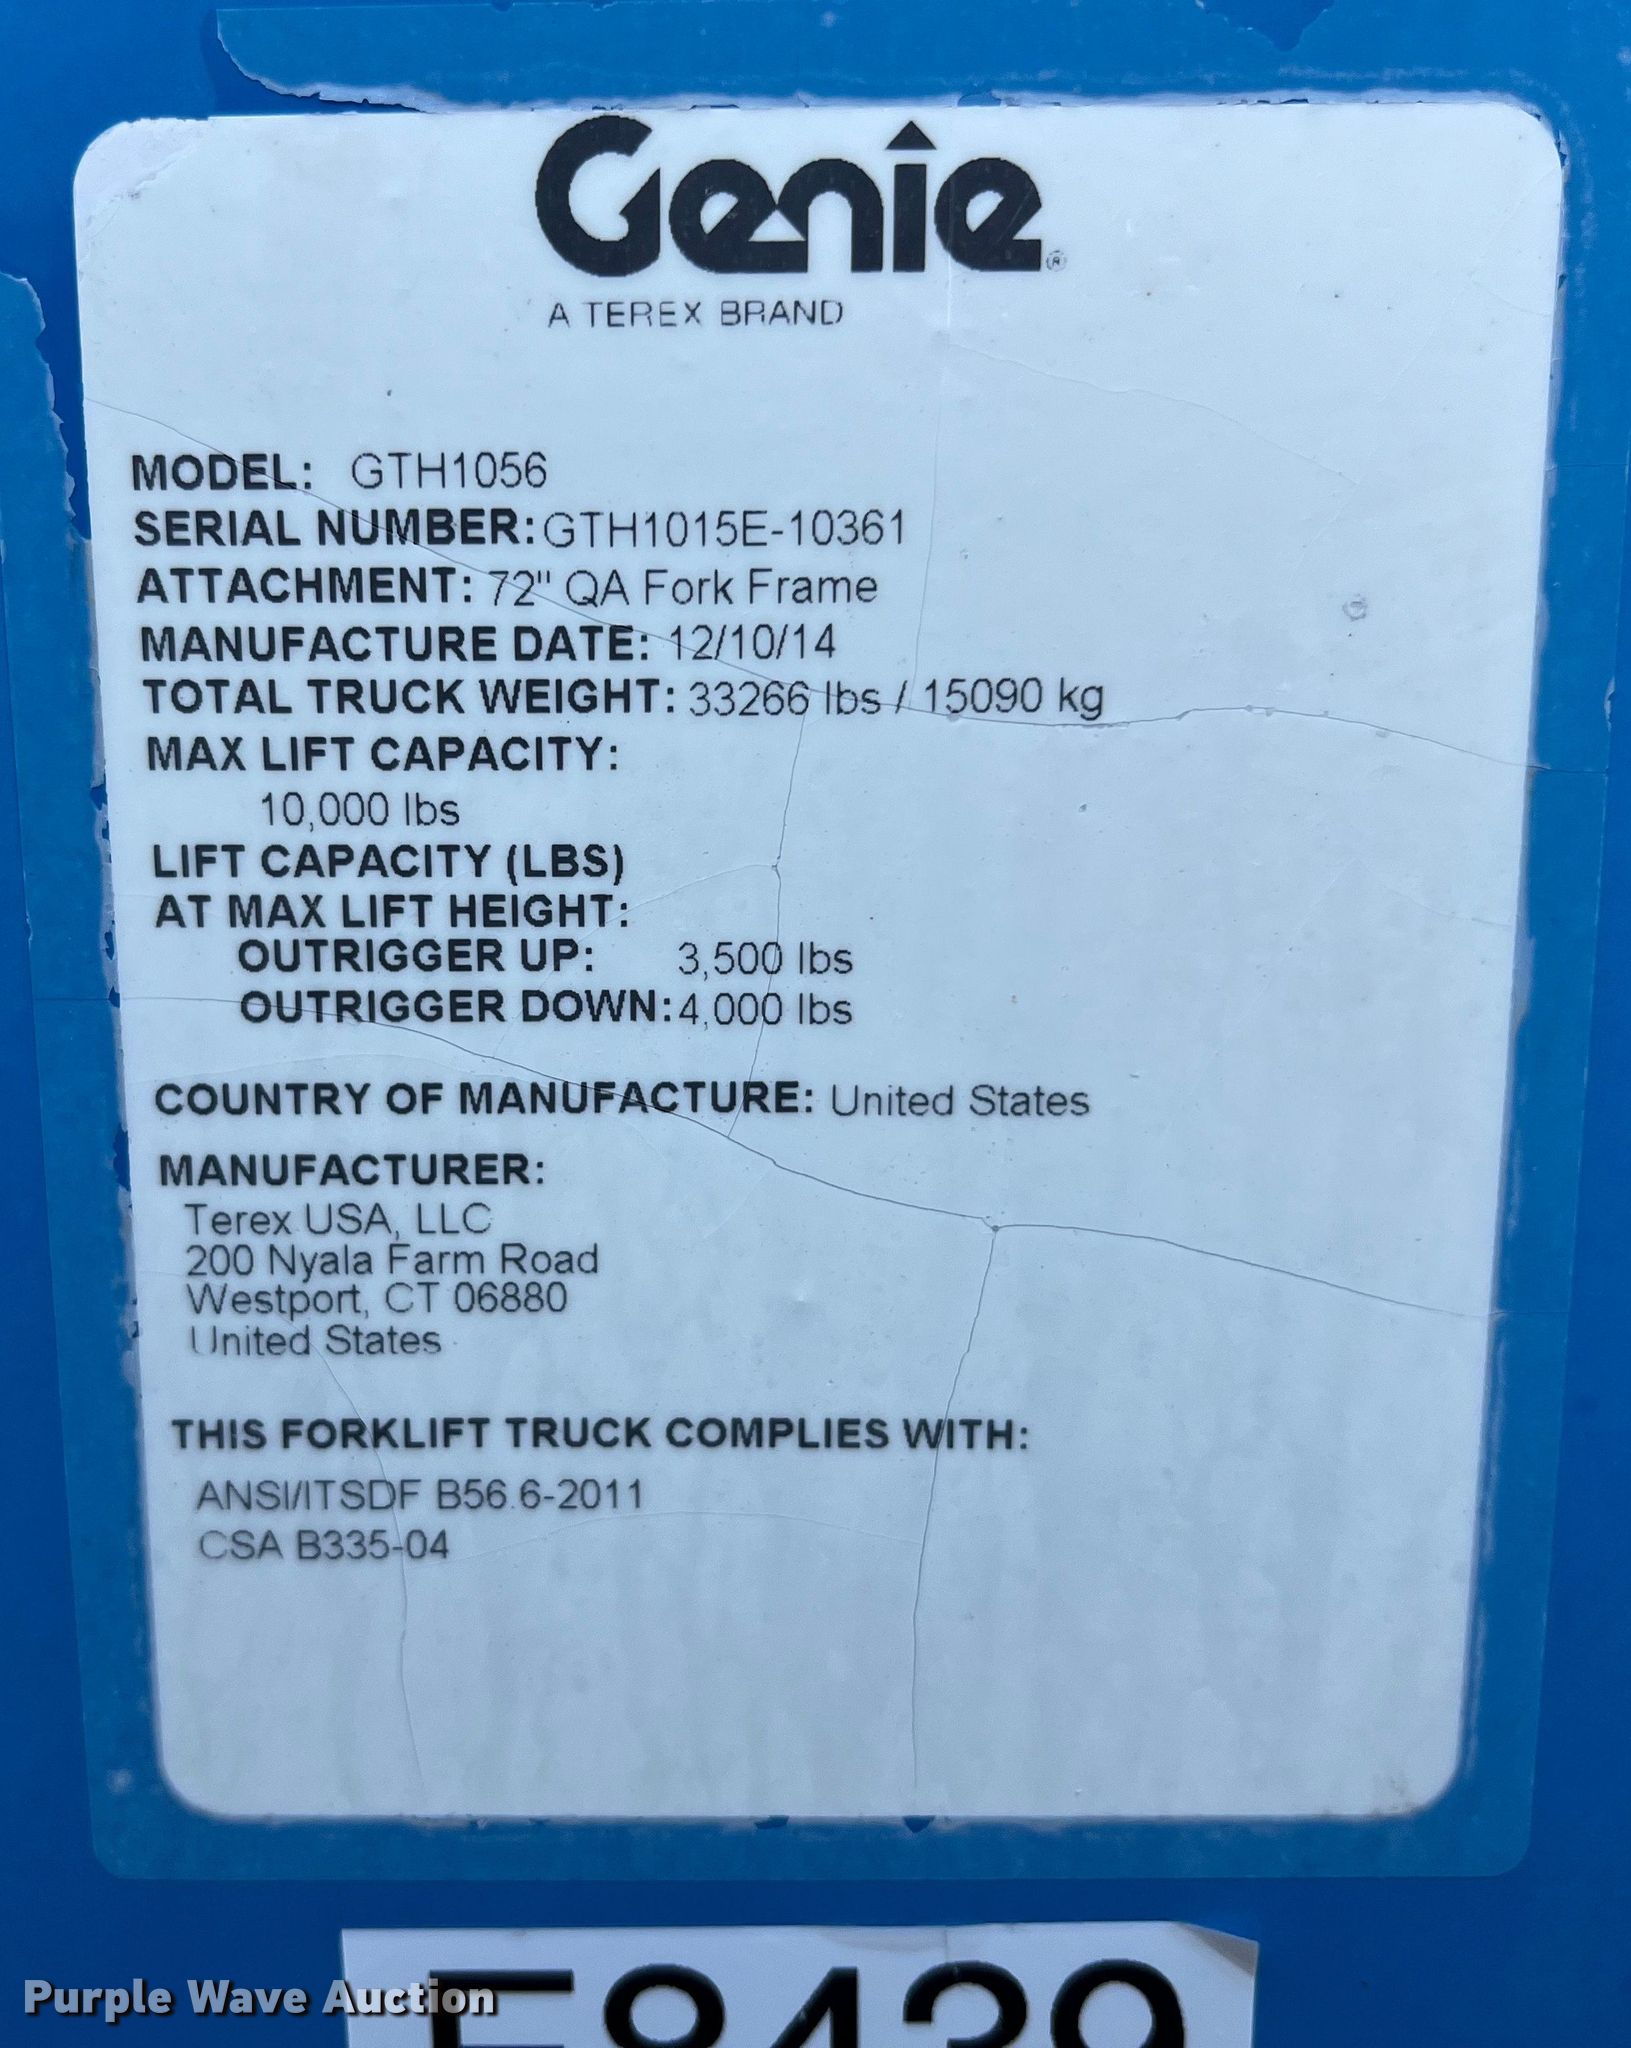 Genie®
A TEREX BRAND
MODEL: GTH1056
SERIAL NUMBER:GTH1015E-10361
ATTACHMENT: 72" QA Fork Frame
MANUFACTURE DATE: 12/10/14
TOTAL TRUCK WEIGHT: 33266 lbs / 15090 kg
MAX LIFT CAPACITY:
10,000 lbs
LIFT CAPACITY (LBS)
AT MAX LIFT HEIGHT:
OUTRIGGER UP: 3,500 lbs
OUTRIGGER DOWN:4,000 lbs
COUNTRY OF MANUFACTURE: United States
MANUFACTURER:
Terex USA, LLC
200 Nyala Farm Road
Westport, CT 06880
United States
THIS FORKLIFT TRUCK COMPLIES WITH:
ANSI/ITSDF B56.6-2011
CSA B335-04
Purple Wave Auction